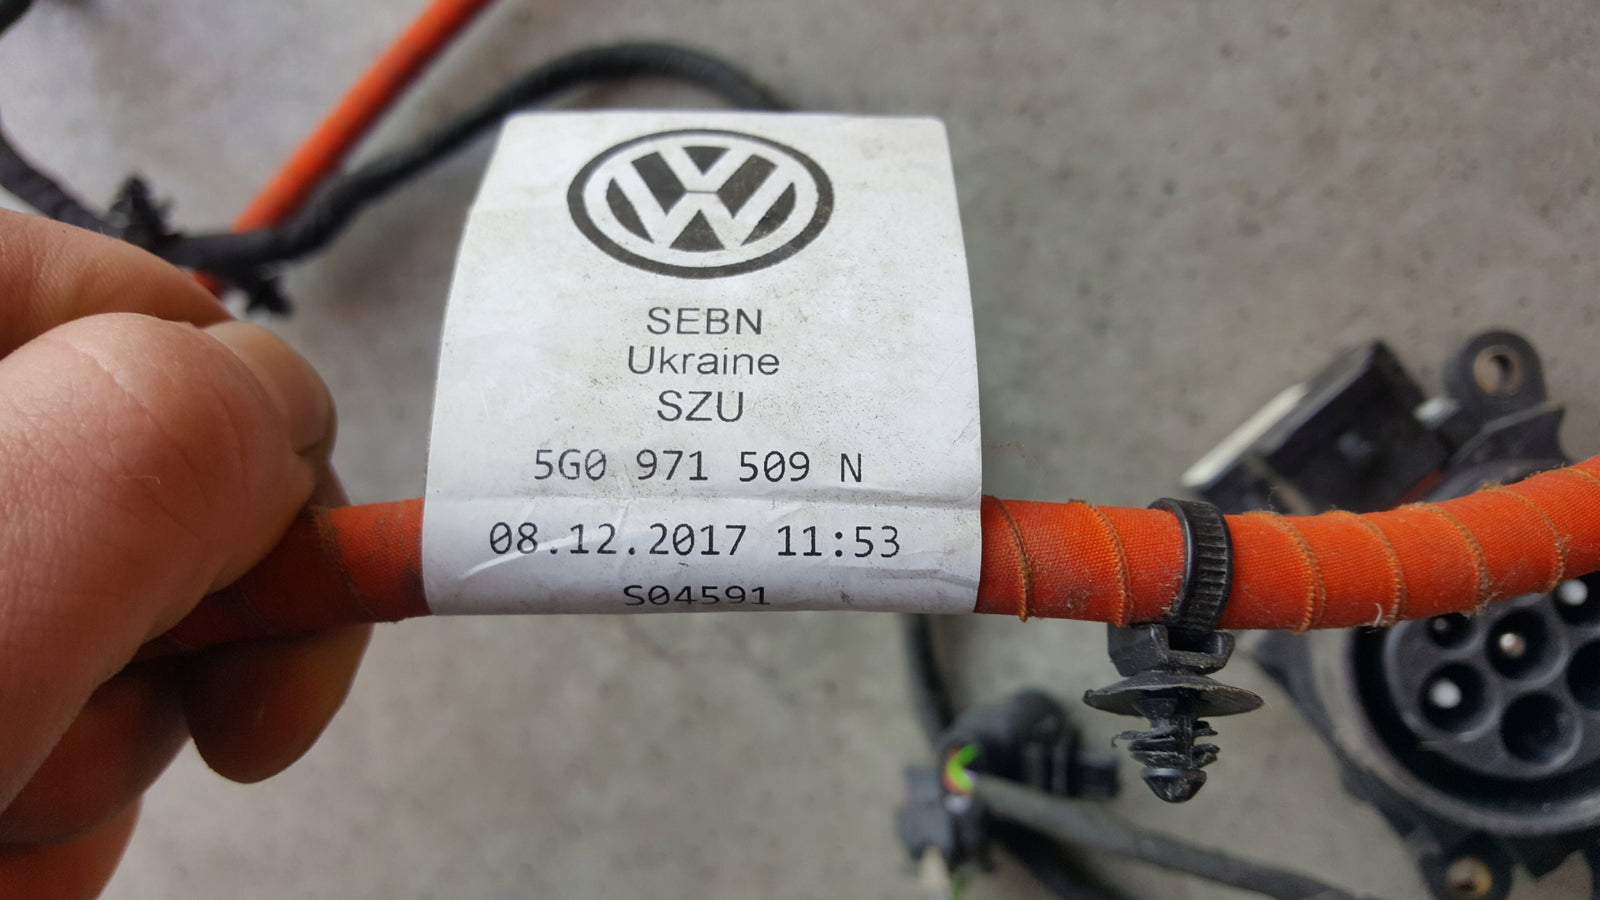 SEBN
Ukraine
SZU
5G0 971 509 N
08.12.2017 11:53
S04591